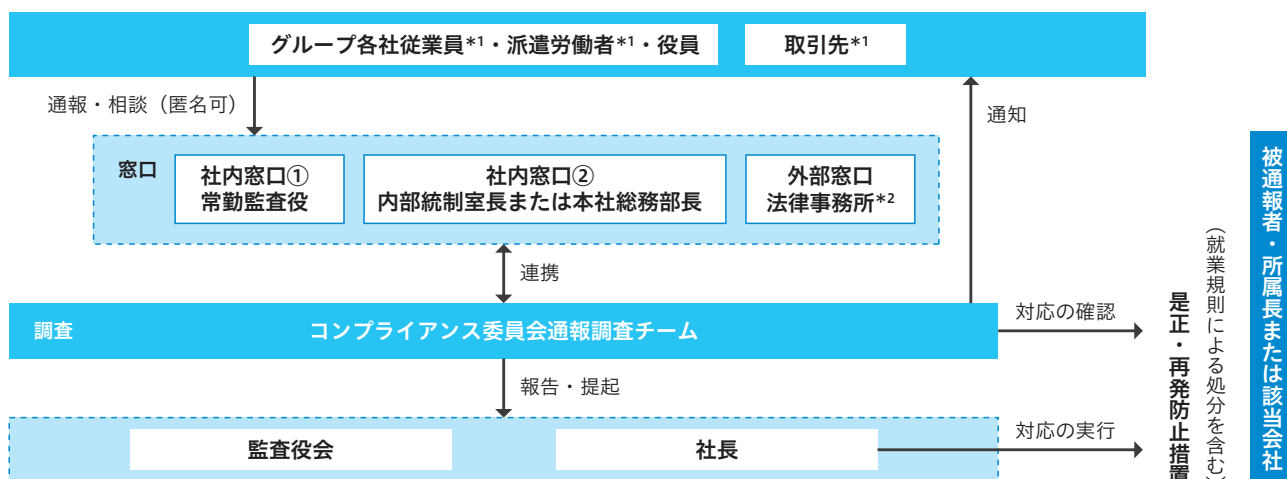 グループ各社従業員*1・派遣労働者*1・役員
取引先*1
通報・相談（匿名可）
通知
窓口
社内窓口①
常勤監査役
社内窓口②
内部統制室長または本社総務部長
外部窓口
法律事務所*2
連携
調査
コンプライアンス委員会通報調査チーム
対応の確認
報告・提起
監査役会
社長
対応の実行
是正・再発防止措置
（就業規則による処分を含む）
被通報者・所属長または該当会社